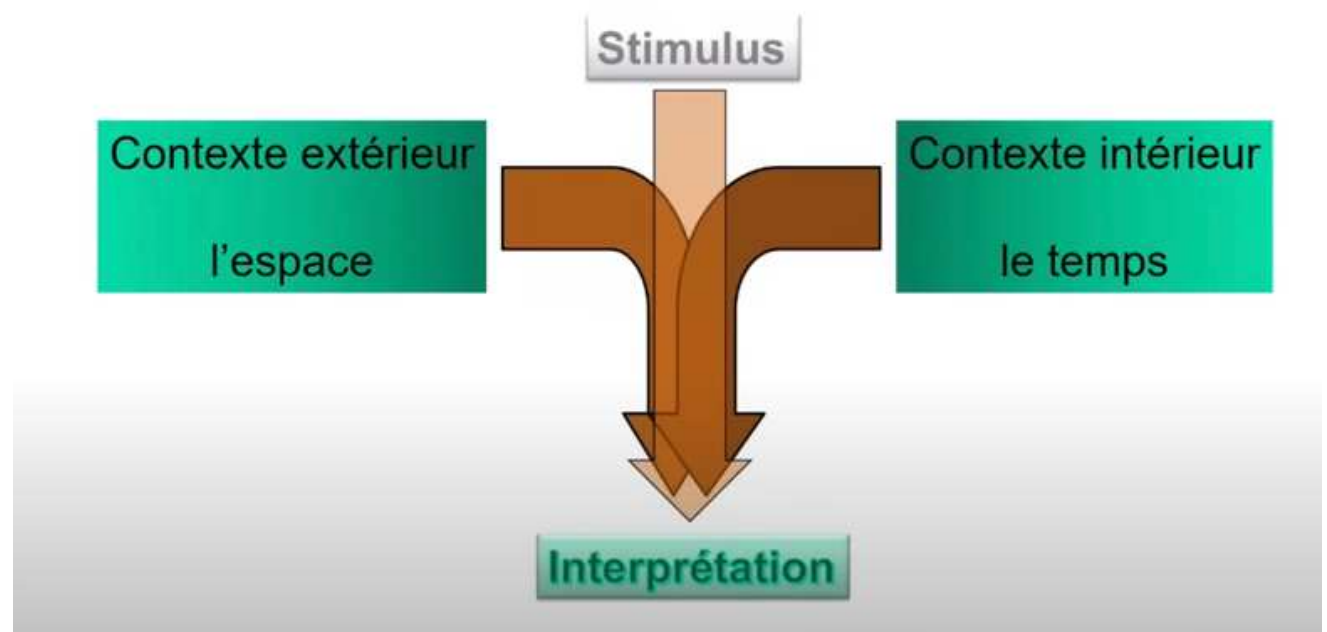 Stimulus
Contexte extérieur
l'espace
Contexte intérieur
le temps
Interprétation